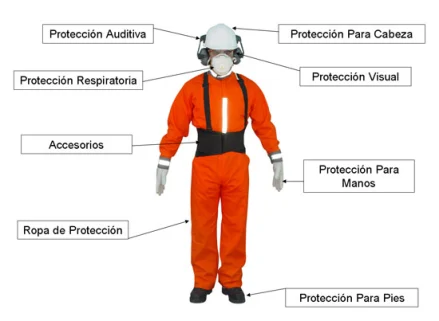 Protección Auditiva
Protección Para Cabeza
Protección Respiratoria
Protección Visual
Accesorios
Protección Para
Manos
Ropa de Protección
Protección Para Pies